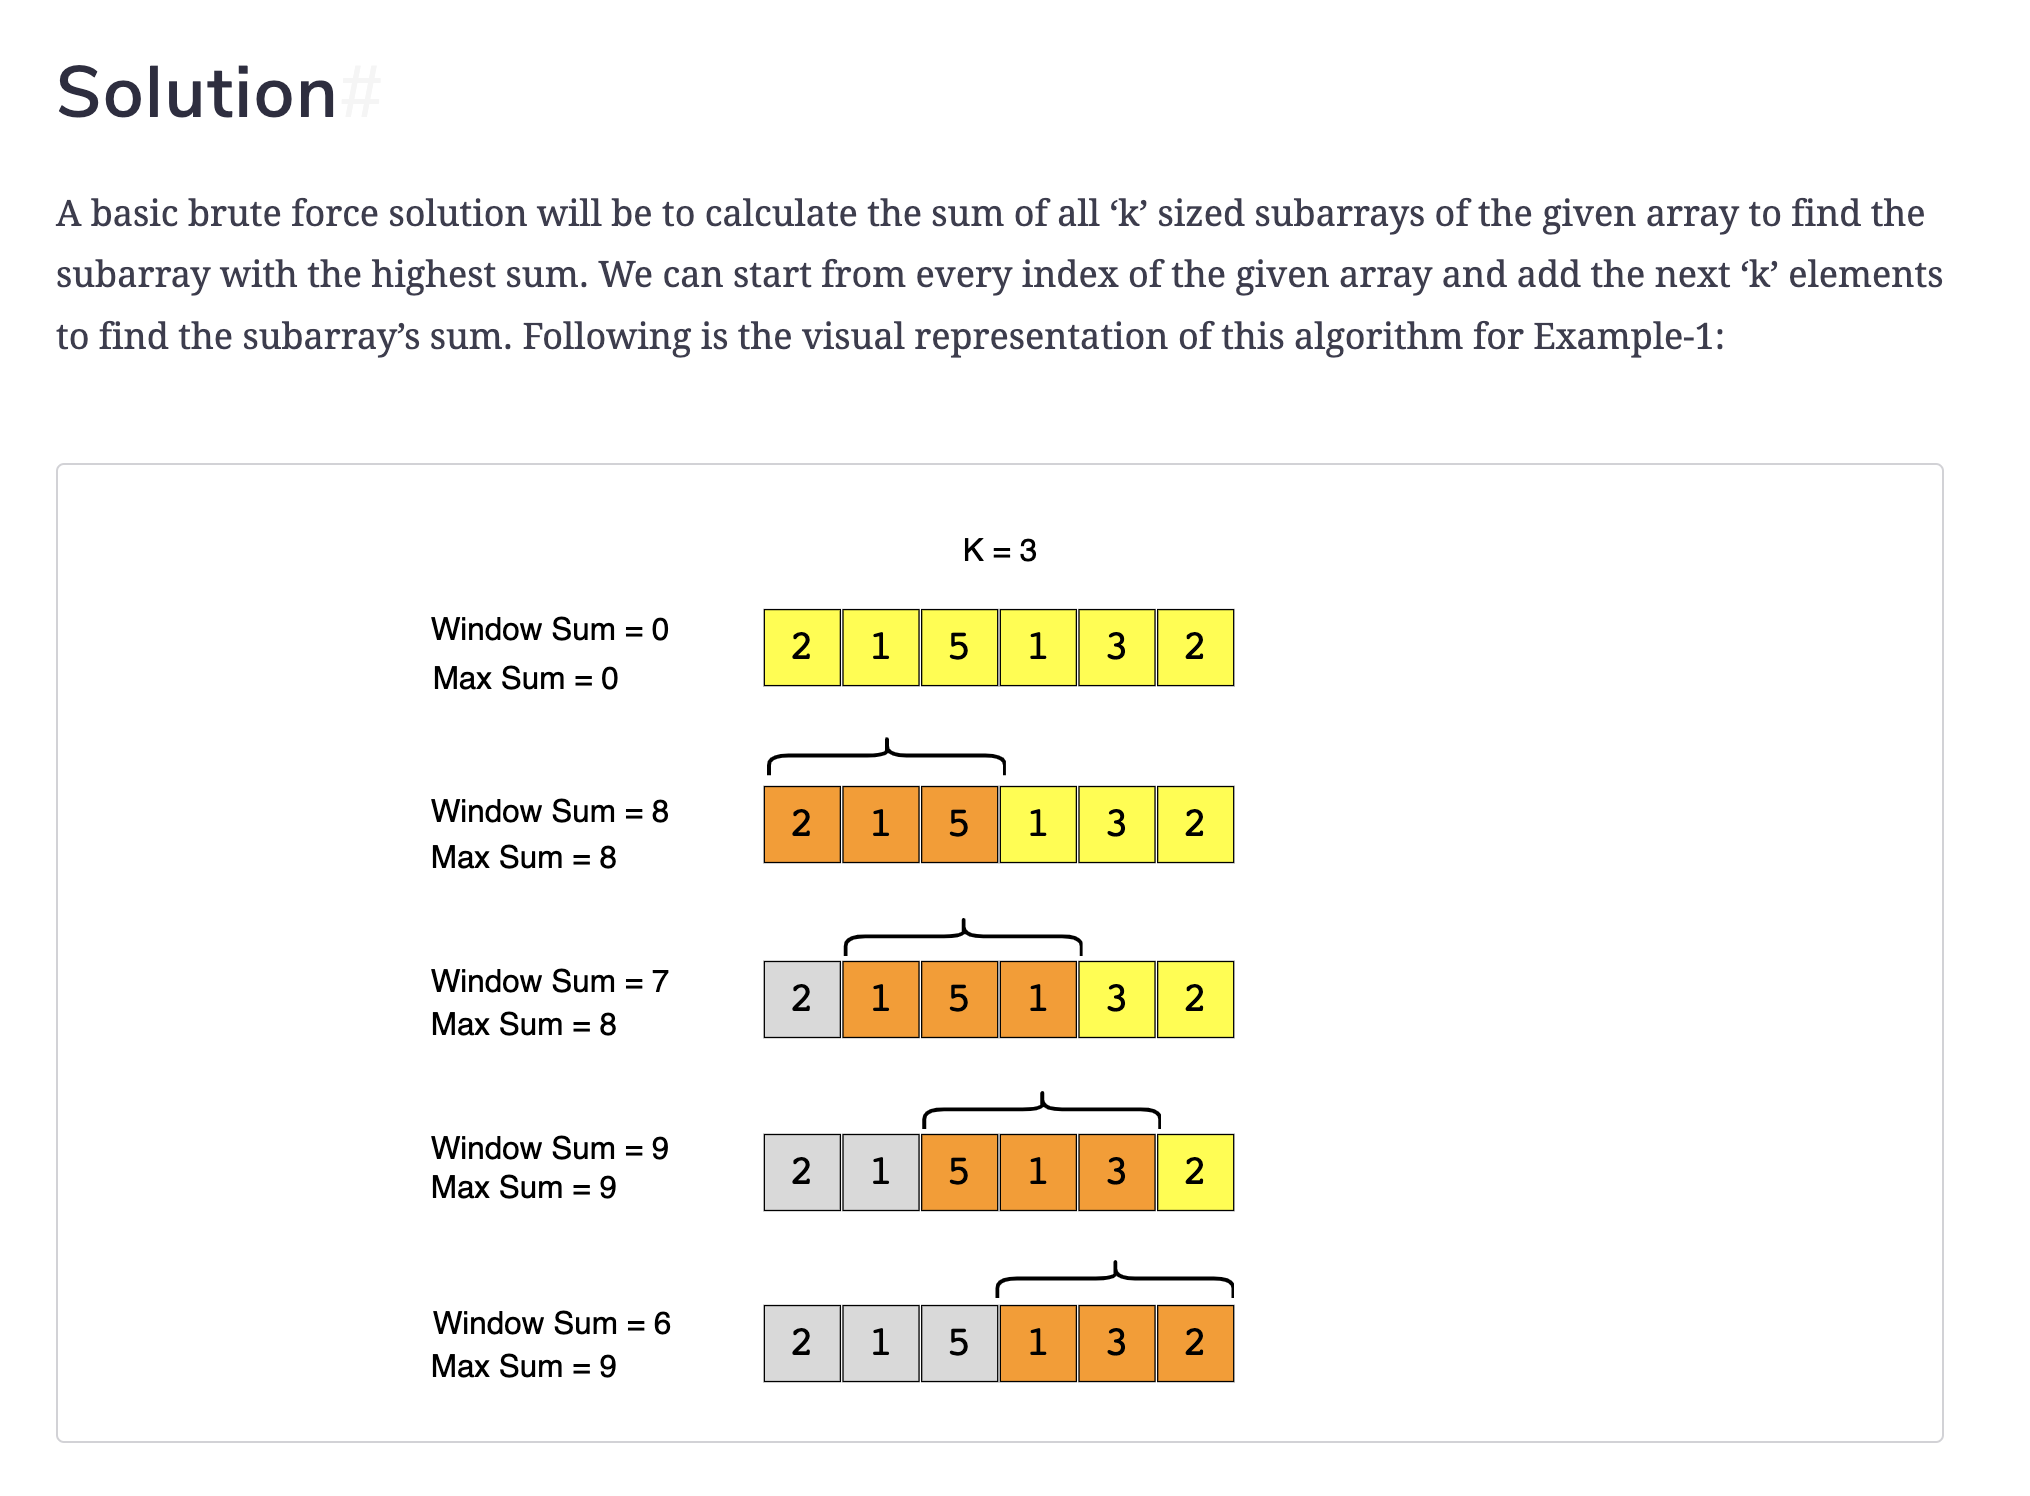 Solution#
A basic brute force solution will be to calculate the sum of all ‘k’ sized subarrays of the given array to find the
subarray with the highest sum. We can start from every index of the given array and add the next ‘k’ elements
to find the subarray’s sum. Following is the visual representation of this algorithm for Example-1:
K = 3
Window Sum = 0
Max Sum = 0
2 1 5 1 3 2
Window Sum = 8
Max Sum = 8
2 1 5 1 3 2
Window Sum = 7
Max Sum = 8
2 1 5 1 3 2
Window Sum = 9
Max Sum = 9
2 1 5 1 3 2
Window Sum = 6
Max Sum = 9
2 1 5 1 3 2